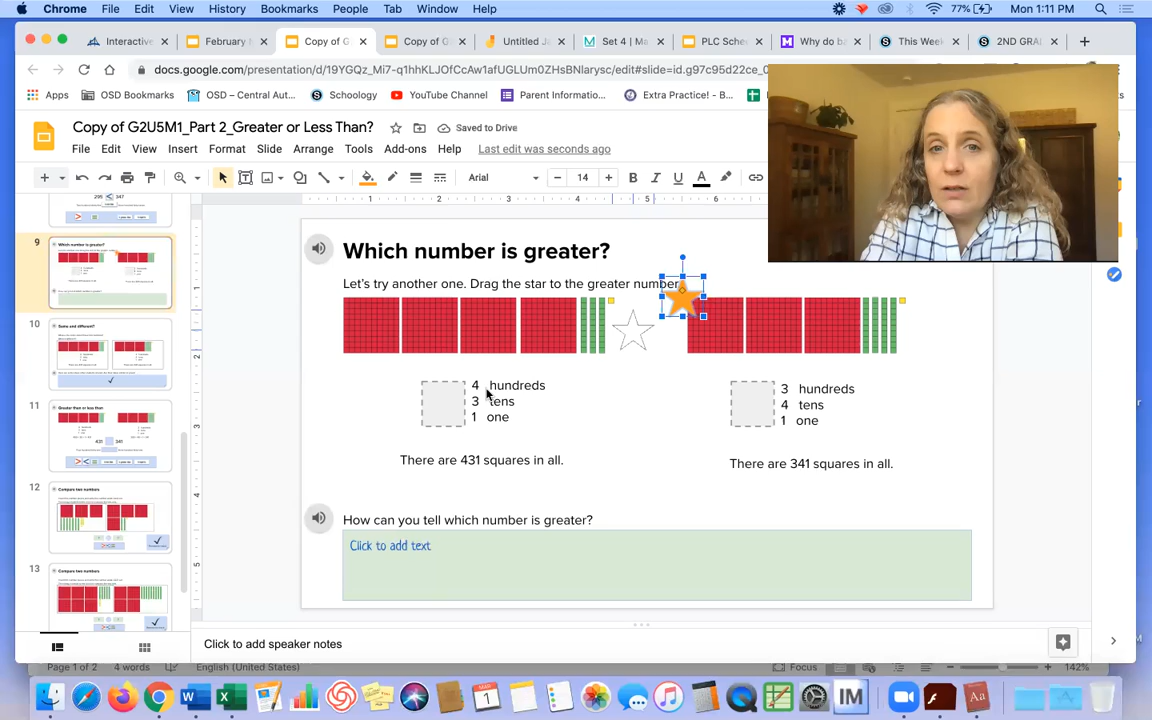 Chrome File Edit View History Bookmarks People Tab Window Help 77% Mon 1:11 PM
Interactive February Copy of G Copy of G Untitled J Set 4 | Ma PLC Sche Why do b This Week 2ND GRA
docs.google.com/presentation/d/19YGQz_Mi7-q1hhKLJOfCcAw1afUGLUm0ZHsBNlarysc/edit#slide=id.g97c95d22ce_0
Apps OSD Bookmarks OSD – Central Aut... Schoology YouTube Channel Parent Informatio... Extra Practice! - B...
Copy of G2U5M1_Part 2_Greater or Less Than? Saved to Drive
File Edit View Insert Format Slide Arrange Tools Add-ons Help Last edit was seconds ago
Arial 14 B I U A
1 2 3 4 5 6
9
10
11
12
13
Which number is greater?
Let's try another one. Drag the star to the greater number
4 hundreds
3 tens
1 one
There are 431 squares in all.
3 hundreds
4 tens
1 one
There are 341 squares in all.
How can you tell which number is greater?
Click to add text
Click to add speaker notes
Page 1 of 2 4 words English (United States) Focus 142%
IM